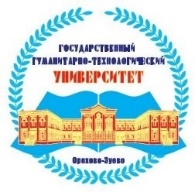 ГОСУДАРСТВЕННЫЙ
ГУМАНИТАРНО-ТЕХНОЛОГИЧЕСКИЙ
УНИВЕРСИТЕТ
Орехово-Зуево